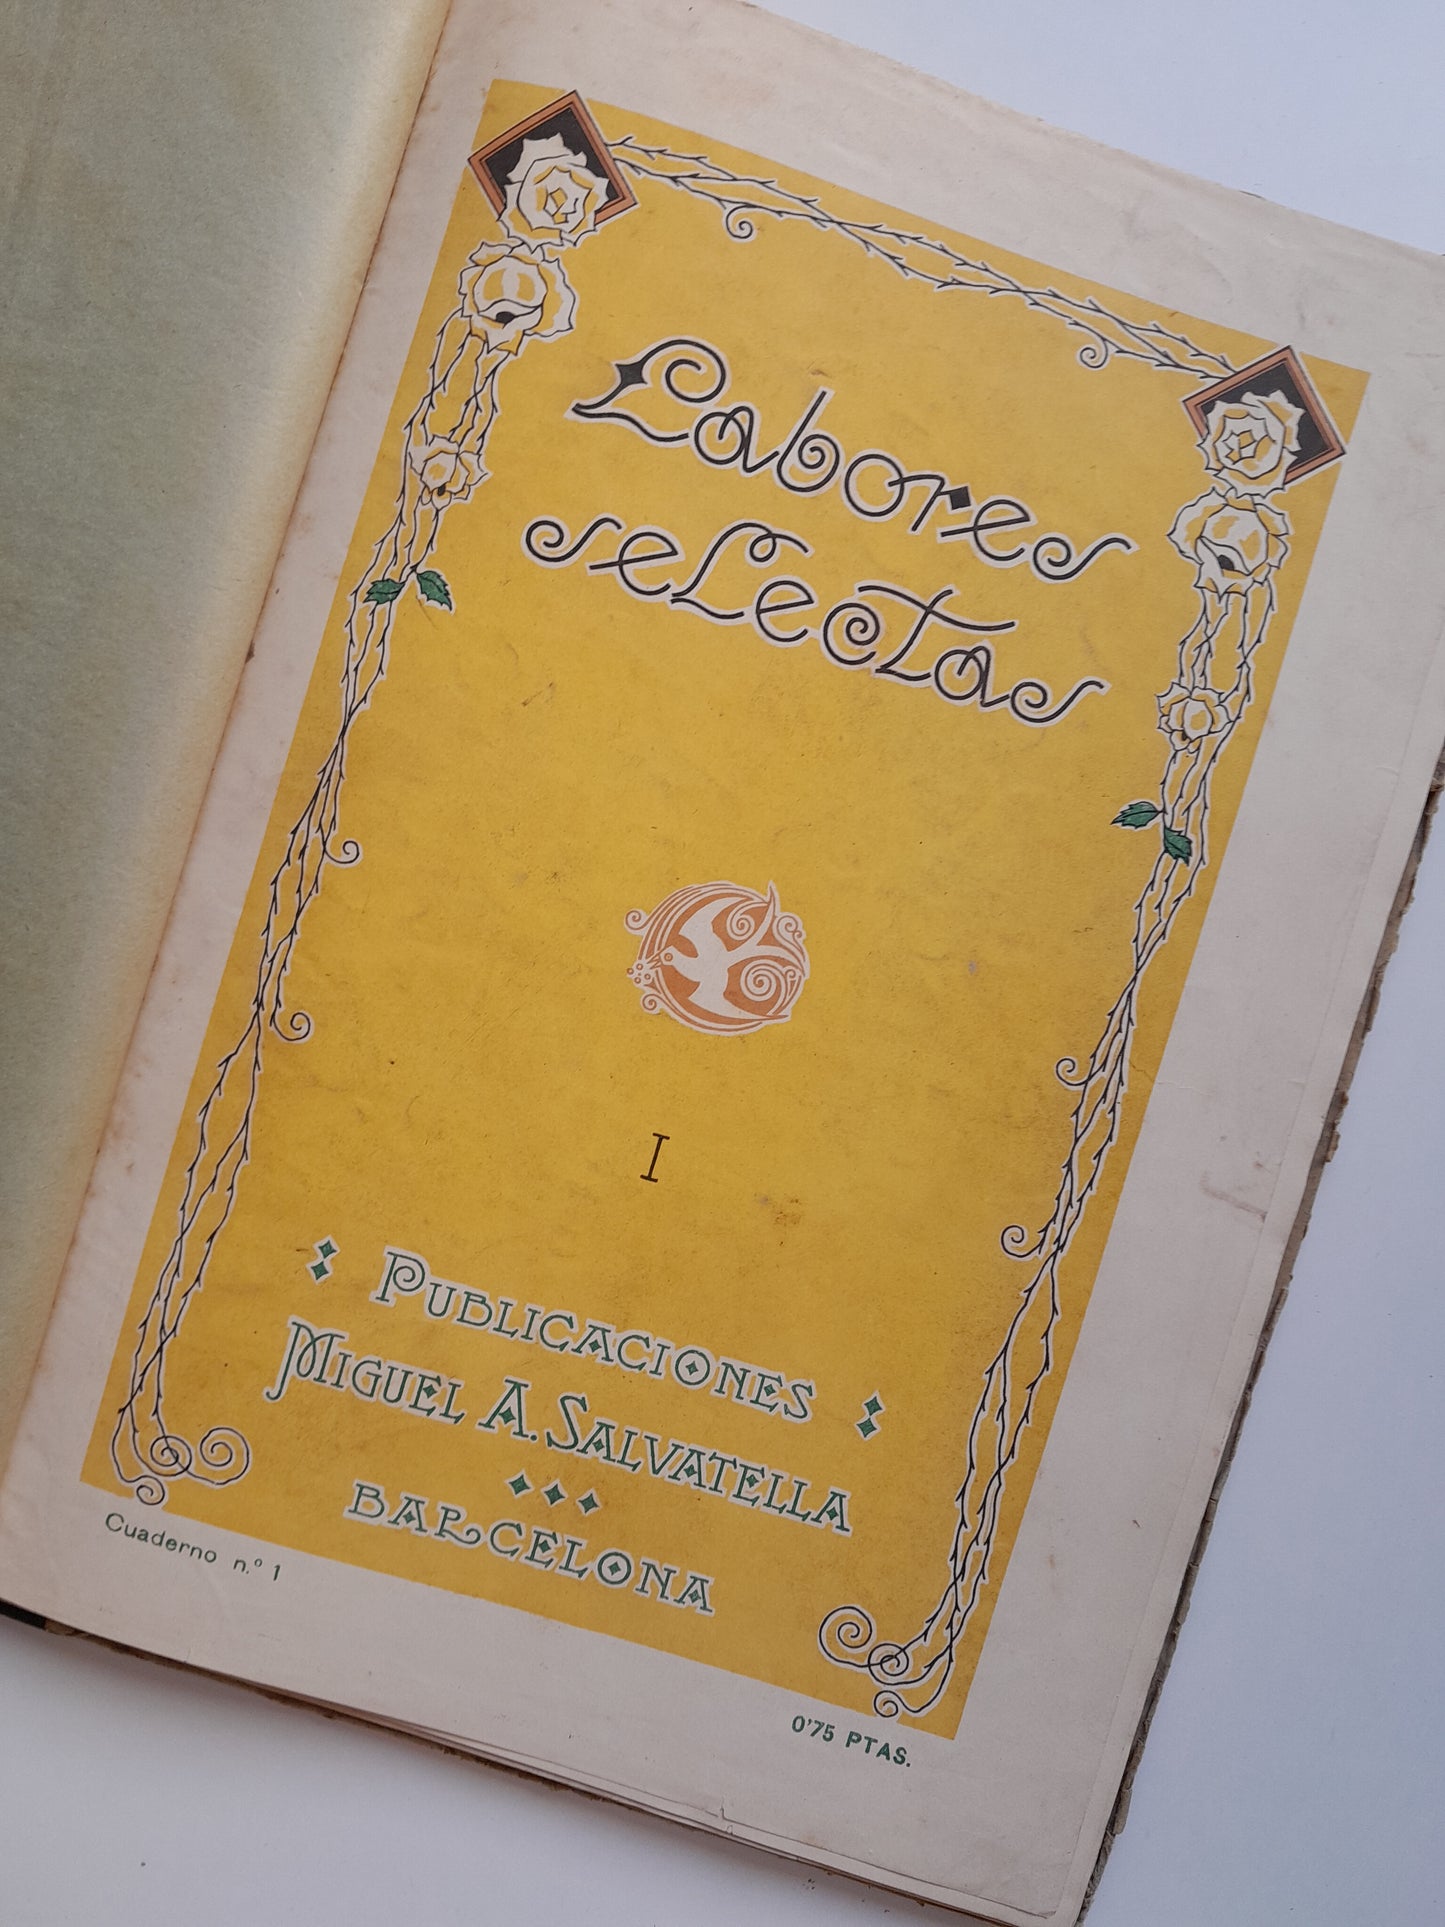 Labores
selectas
I
Publicaciones
Miguel A. Salvatella
Barcelona
Cuaderno n.º 1
0'75 PTAS.